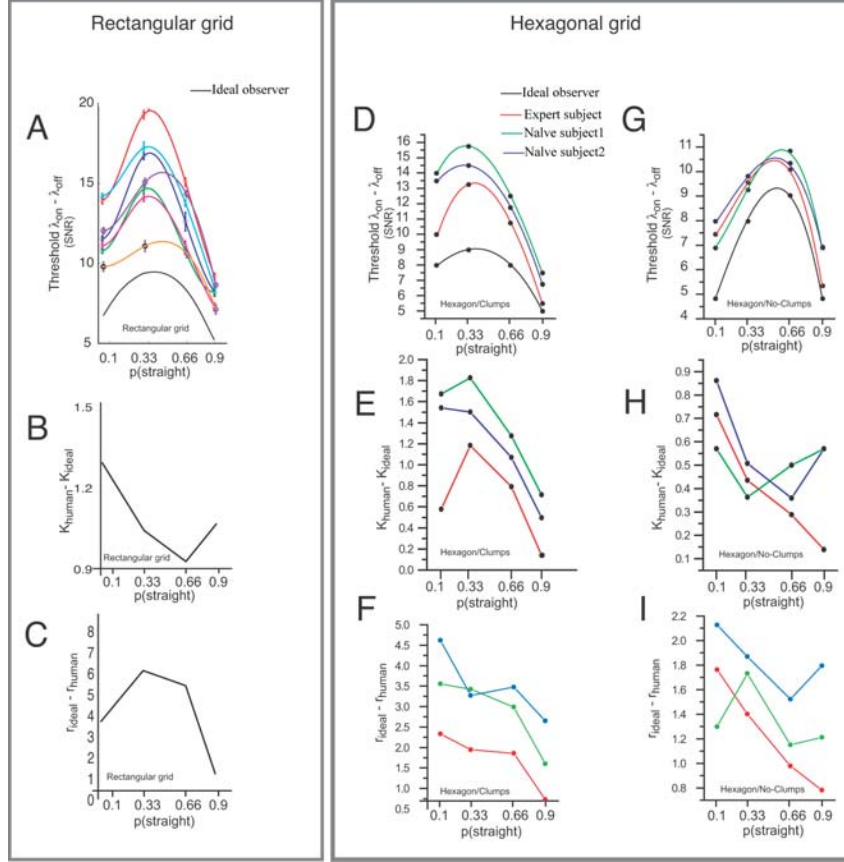 Rectangular grid
A
Ideal observer
20
15
10
5
Threshold λon - λoff
(SNR)
Rectangular grid
0.1 0.33 0.66 0.9
p(straight)
B
1.5
1.2
0.9
Khuman- Kideal
Rectangular grid
0.1 0.33 0.66 0.9
p(straight)
C
8
7
6
5
4
3
2
1
0
rideal - rhuman
Rectangular grid
0.1 0.33 0.66 0.9
p(straight)
Hexagonal grid
Ideal observer
Expert subject
Nalve subject1
Nalve subject2
D
16
15
14
13
12
11
10
9
8
7
6
5
Threshold λon - λoff
(SNR)
Hexagon/Clumps
0.1 0.33 0.66 0.9
p(straight)
G
11
10
9
8
7
6
5
4
Threshold λon - λoff
(SNR)
Hexagon/No-Clumps
0.1 0.33 0.66 0.9
p(straight)
E
2.0
1.8
1.6
1.4
1.2
1.0
0.8
0.6
0.4
0.2
0.0
Khuman- Kideal
Hexagon/Clumps
0.1 0.33 0.66 0.9
p(straight)
H
0.9
0.8
0.7
0.6
0.5
0.4
0.3
0.2
0.1
Khuman- Kideal
Hexagon/No-Clumps
0.1 0.33 0.66 0.9
p(straight)
F
5.0
4.5
4.0
3.5
3.0
2.5
2.0
1.5
1.0
0.5
rideal - rhuman
Hexagon/Clumps
0.1 0.33 0.66 0.9
p(straight)
I
2.2
2.0
1.8
1.6
1.4
1.2
1.0
0.8
rideal - rhuman
Hexagon/No-Clumps
0.1 0.33 0.66 0.9
p(straight)